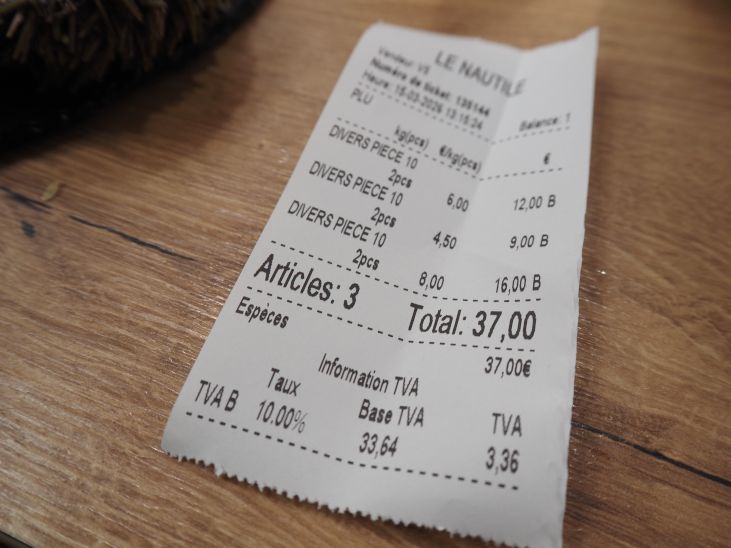 LE NAUTILE
Vendeur: V5
Numéro de ticket: 135144
Heure: 15-03-2025 13:15:24
Balance: 1
PLU
kg(pcs) €/kg(pcs) €
DIVERS PIECE 10
2pcs 6,00 12,00 B
DIVERS PIECE 10
2pcs 4,50 9,00 B
DIVERS PIECE 10
2pcs 8,00 16,00 B
Articles: 3 Total: 37,00
Espèces 37,00€
Information TVA
Taux Base TVA TVA
TVA B 10.00% 33,64 3,36